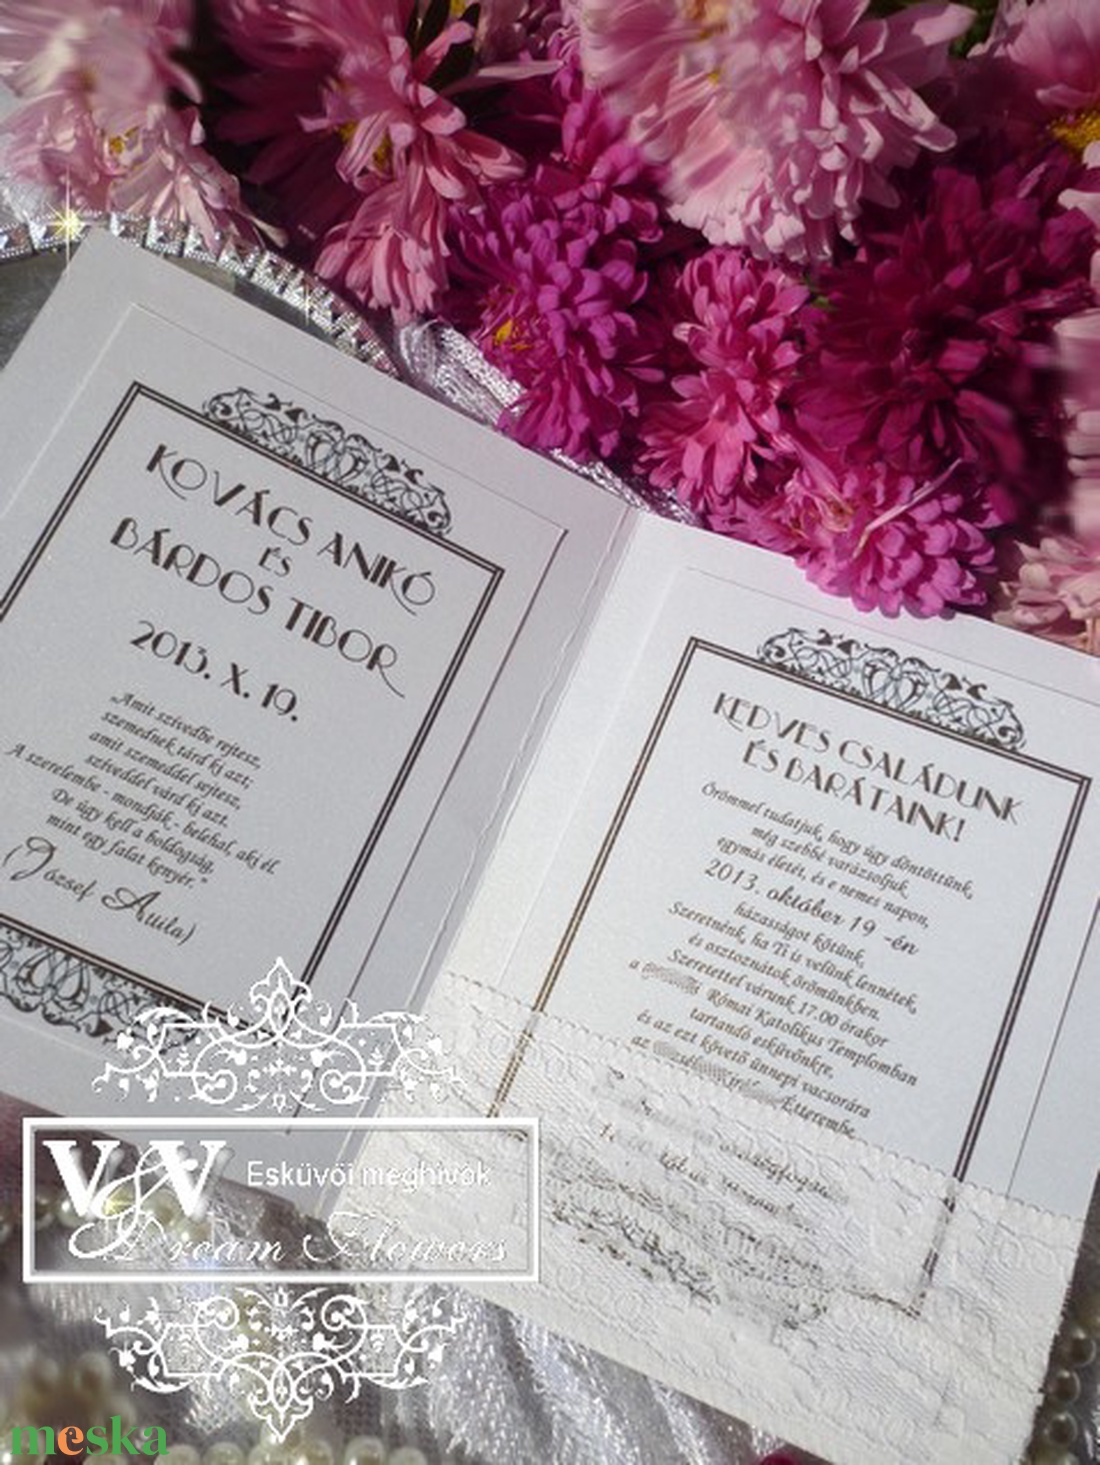 KOVÁCS ANIKÓ
ÉS
BÁRDOS TIBOR
2013. X. 19.
„Amit szívedbe rejtesz,
szemednek tárd ki azt;
amit szemeddel sejtesz,
szíveddel várd ki azt.
A szerelembe - mondják - belehal, aki él.
De úgy kell a boldogság,
mint egy falat kenyér."
(József Attila)
KEDVES CSALÁDUNK
ÉS BARÁTAINK!
Örömmel tudatjuk, hogy úgy döntöttünk,
még szebbé varázsoljuk
egymás életét, és e nemes napon,
2013. október 19 -én
házasságot kötünk.
Szeretnénk, ha Ti is velünk lennétek,
és osztoznátok örömünkben.
Szeretettel várunk 17.00 órakor
a Római Katolikus Templomban
tartandó esküvőnkre,
és az ezt követő ünnepi vacsorára
az Étterembe.
V&V Esküvői meghívók
Dream Flowers
meska